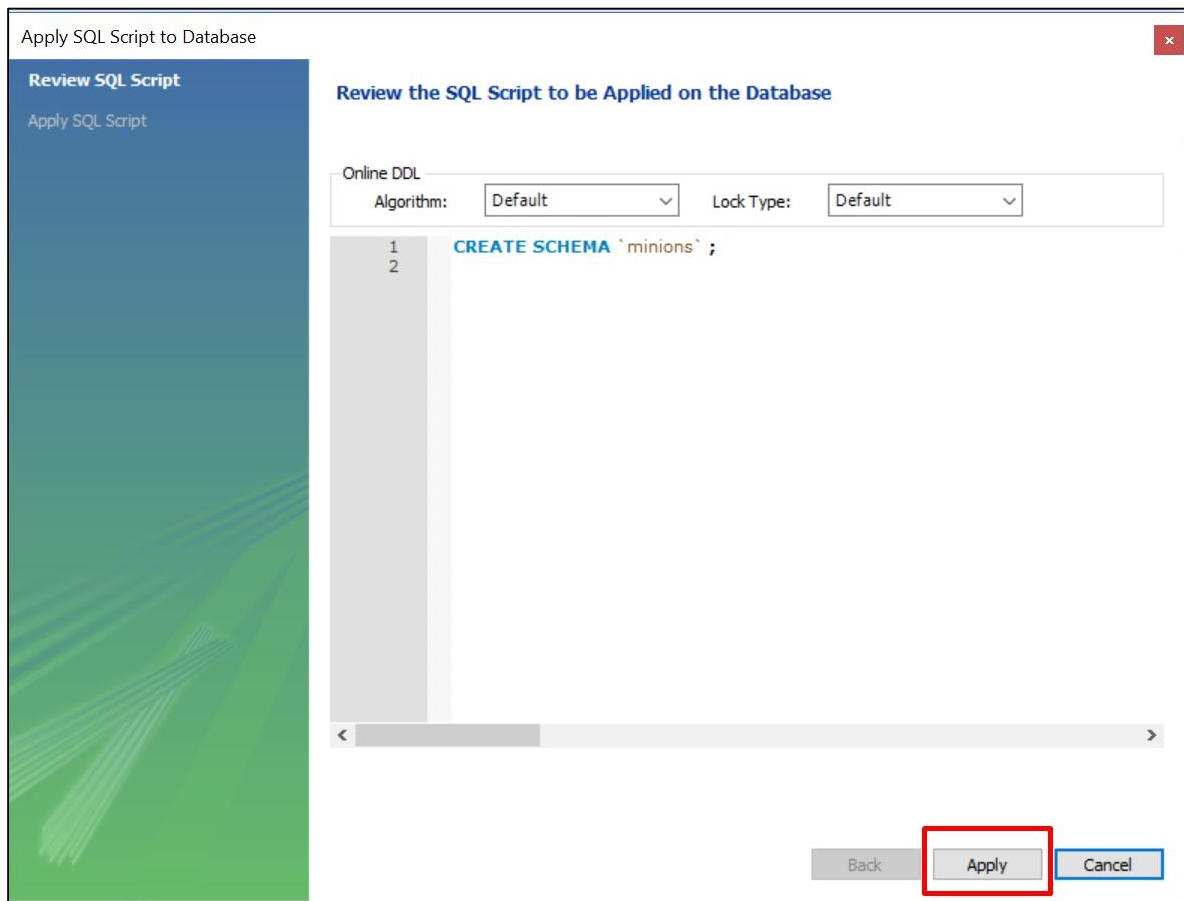 Apply SQL Script to Database
Review SQL Script
Apply SQL Script
Review the SQL Script to be Applied on the Database
Online DDL
Algorithm: Default Lock Type: Default
1 CREATE SCHEMA `minions` ;
2
Back Apply Cancel